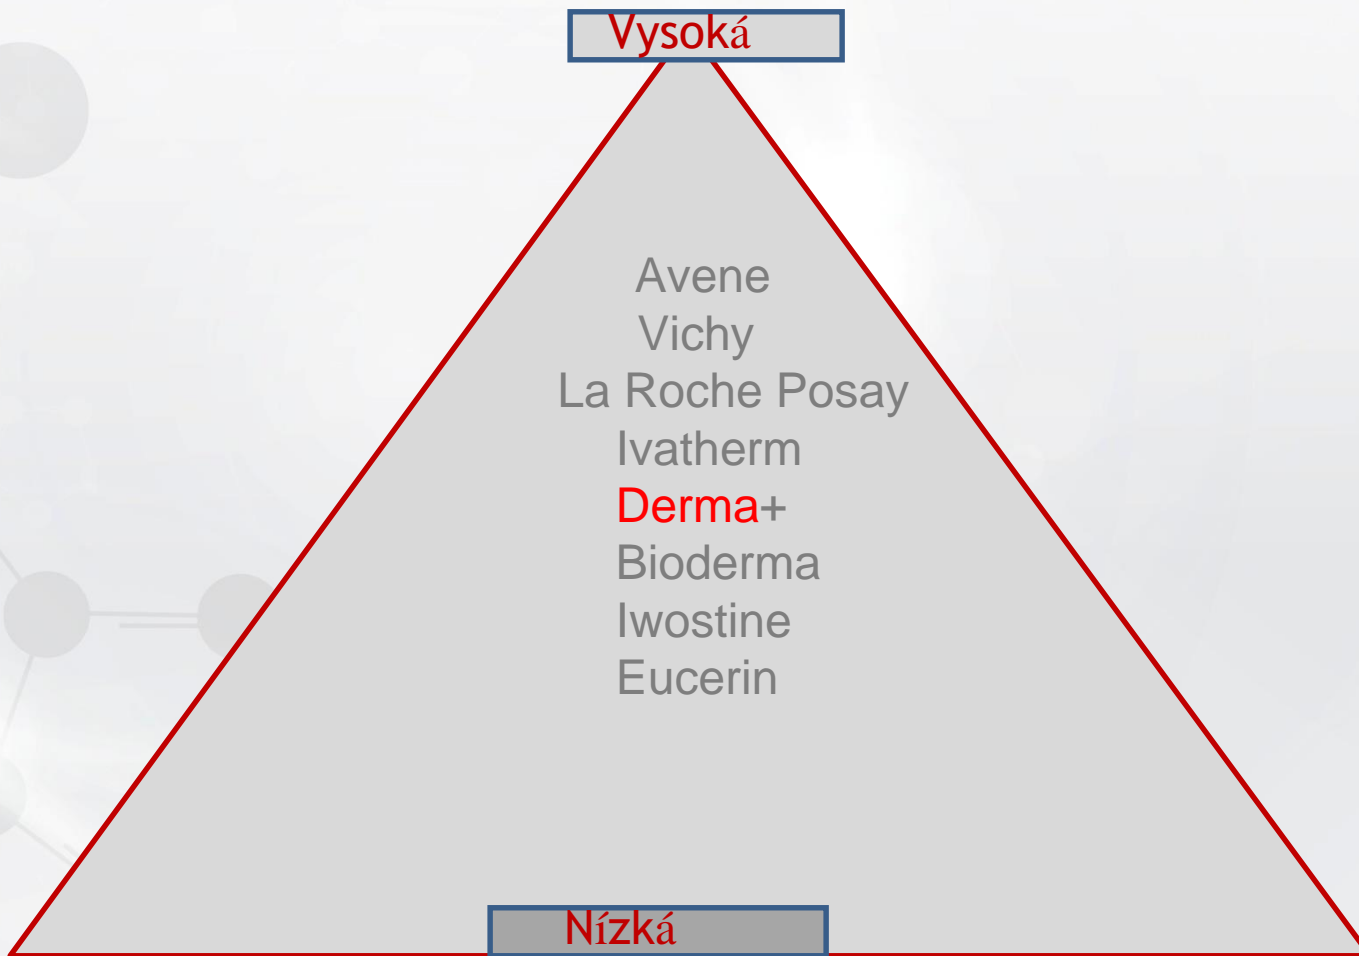 Vysoká
Avene
Vichy
La Roche Posay
Ivatherm
Derma+
Bioderma
Iwostine
Eucerin
Nízká